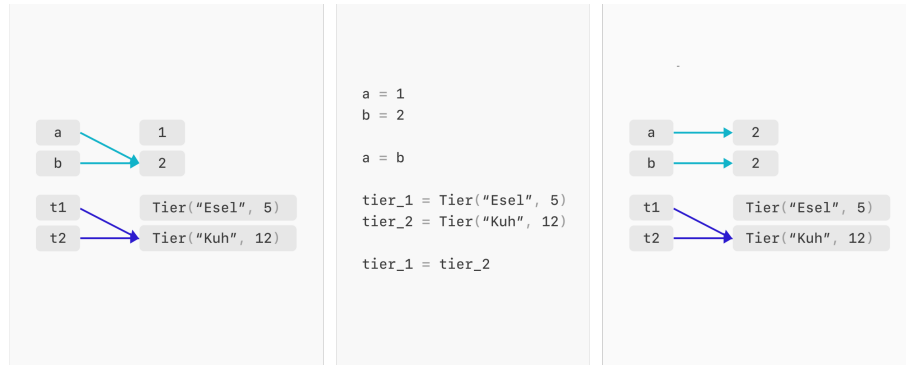 a 1
b 2
t1 Tier(“Esel”, 5)
t2 Tier(“Kuh”, 12)
a = 1
b = 2
a = b
tier_1 = Tier(“Esel”, 5)
tier_2 = Tier(“Kuh”, 12)
tier_1 = tier_2
a 2
b 2
t1 Tier(“Esel”, 5)
t2 Tier(“Kuh”, 12)